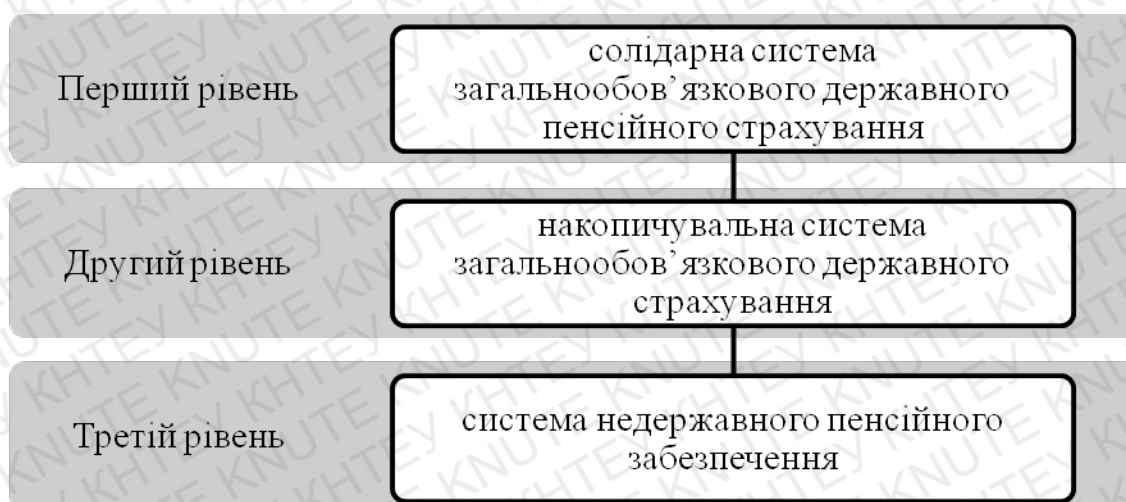 Перший рівень
солідарна система
загальнообов’язкового державного
пенсійного страхування
Другий рівень
накопичувальна система
загальнообов’язкового державного
страхування
Третій рівень
система недержавного пенсійного
забезпечення